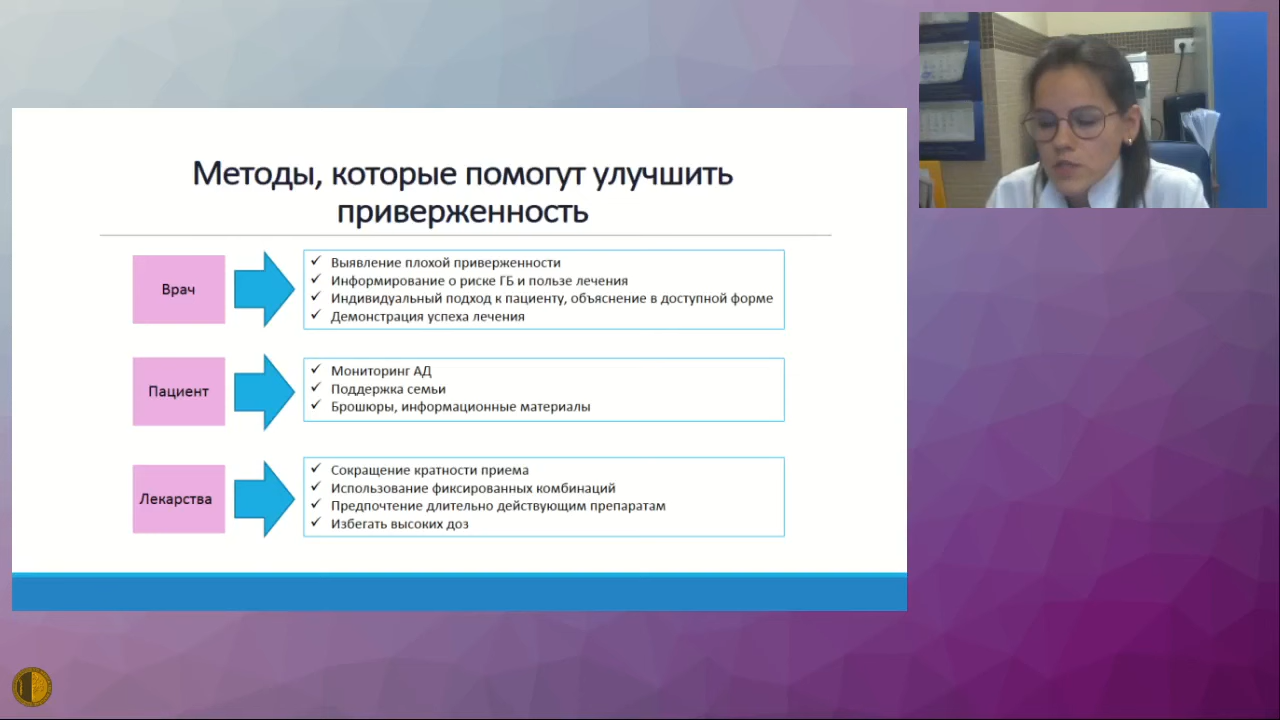 Методы, которые помогут улучшить
приверженность
Врач
Выявление плохой приверженности
Информирование о риске ГБ и пользе лечения
Индивидуальный подход к пациенту, объяснение в доступной форме
Демонстрация успеха лечения
Пациент
Мониторинг АД
Поддержка семьи
Брошюры, информационные материалы
Лекарства
Сокращение кратности приема
Использование фиксированных комбинаций
Предпочтение длительно действующим препаратам
Избегать высоких доз